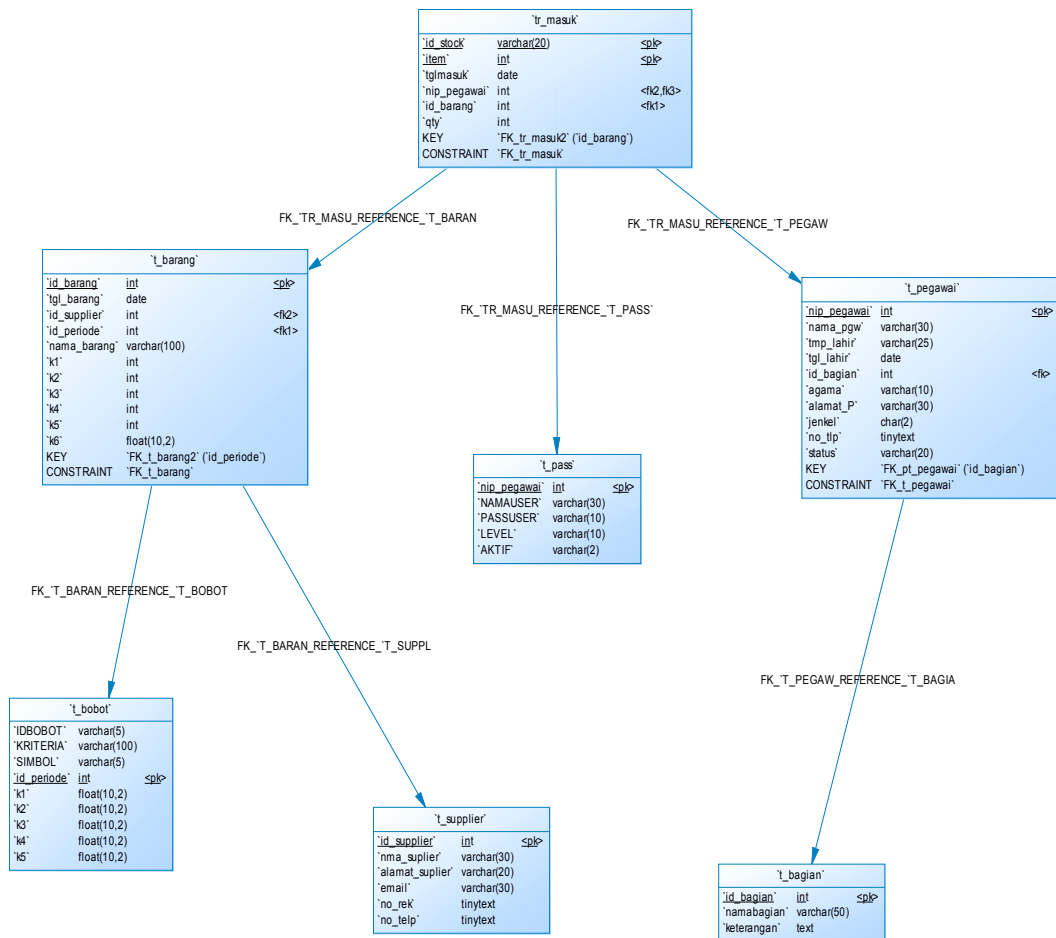 `tr_masuk`
`id_stock` varchar(20) <pk>
`item` int <pk>
`tglmasuk` date
`nip_pegawai` int <fk2,fk3>
`id_barang` int <fk1>
`qty` int
KEY `FK_tr_masuk2` (`id_barang`)
CONSTRAINT `FK_tr_masuk`
FK_`TR_MASU_REFERENCE_`T_BARAN
FK_`TR_MASU_REFERENCE_`T_PEGAW
FK_`TR_MASU_REFERENCE_`T_PASS`
`t_barang`
`id_barang` int <pk>
`tgl_barang` date
`id_supplier` int <fk2>
`id_periode` int <fk1>
`nama_barang` varchar(100)
`k1` int
`k2` int
`k3` int
`k4` int
`k5` int
`k6` float(10,2)
KEY `FK_t_barang2` (`id_periode`)
CONSTRAINT `FK_t_barang`
`t_pegawai`
`nip_pegawai` int <pk>
`nama_pgw` varchar(30)
`tmp_lahir` varchar(25)
`tgl_lahir` date
`id_bagian` int <fk>
`agama` varchar(10)
`alamat_P` varchar(30)
`jenkel` char(2)
`no_tlp` tinytext
`status` varchar(20)
KEY `FK_pt_pegawai` (`id_bagian`)
CONSTRAINT `FK_t_pegawai`
`t_pass`
`nip_pegawai` int <pk>
`NAMAUSER` varchar(30)
`PASSUSER` varchar(10)
`LEVEL` varchar(10)
`AKTIF` varchar(2)
FK_`T_BARAN_REFERENCE_`T_BOBOT
FK_`T_BARAN_REFERENCE_`T_SUPPL
FK_`T_PEGAW_REFERENCE_`T_BAGIA
`t_bobot`
`IDBOBOT` varchar(5)
`KRITERIA` varchar(100)
`SIMBOL` varchar(5)
`id_periode` int <pk>
`k1` float(10,2)
`k2` float(10,2)
`k3` float(10,2)
`k4` float(10,2)
`k5` float(10,2)
`t_supplier`
`id_supplier` int <pk>
`nma_suplier` varchar(30)
`alamat_suplier` varchar(20)
`email` varchar(30)
`no_rek` tinytext
`no_telp` tinytext
`t_bagian`
`id_bagian` int <pk>
`namabagian` varchar(50)
`keterangan` text